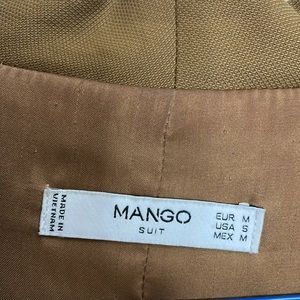 MADE IN
VIETNAM
MANGO
SUIT
EUR M
USA S
MEX M